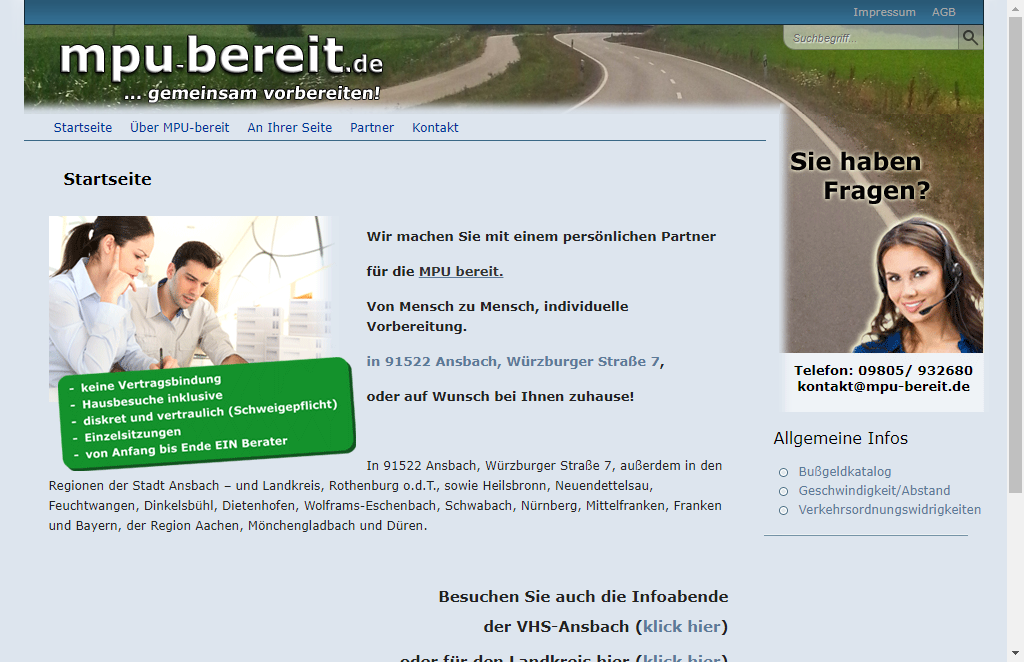 Impressum AGB
Suchbegriff...
mpu-bereit.de
... gemeinsam vorbereiten!
Startseite Über MPU-bereit An Ihrer Seite Partner Kontakt
Sie haben
Fragen?
Startseite
Wir machen Sie mit einem persönlichen Partner
für die MPU bereit.
Von Mensch zu Mensch, individuelle
Vorbereitung.
in 91522 Ansbach, Würzburger Straße 7,
oder auf Wunsch bei Ihnen zuhause!
- keine Vertragsbindung
- Hausbesuche inklusive
- diskret und vertraulich (Schweigepflicht)
- Einzelsitzungen
- von Anfang bis Ende EIN Berater
In 91522 Ansbach, Würzburger Straße 7, außerdem in den
Regionen der Stadt Ansbach – und Landkreis, Rothenburg o.d.T., sowie Heilsbronn, Neuendettelsau,
Feuchtwangen, Dinkelsbühl, Dietenhofen, Wolframs-Eschenbach, Schwabach, Nürnberg, Mittelfranken, Franken
und Bayern, der Region Aachen, Mönchengladbach und Düren.
Telefon: 09805/ 932680
kontakt@mpu-bereit.de
Allgemeine Infos
Bußgeldkatalog
Geschwindigkeit/Abstand
Verkehrsordnungswidrigkeiten
Besuchen Sie auch die Infoabende
der VHS-Ansbach (klick hier)
oder für den Landkreis hier (klick hier)